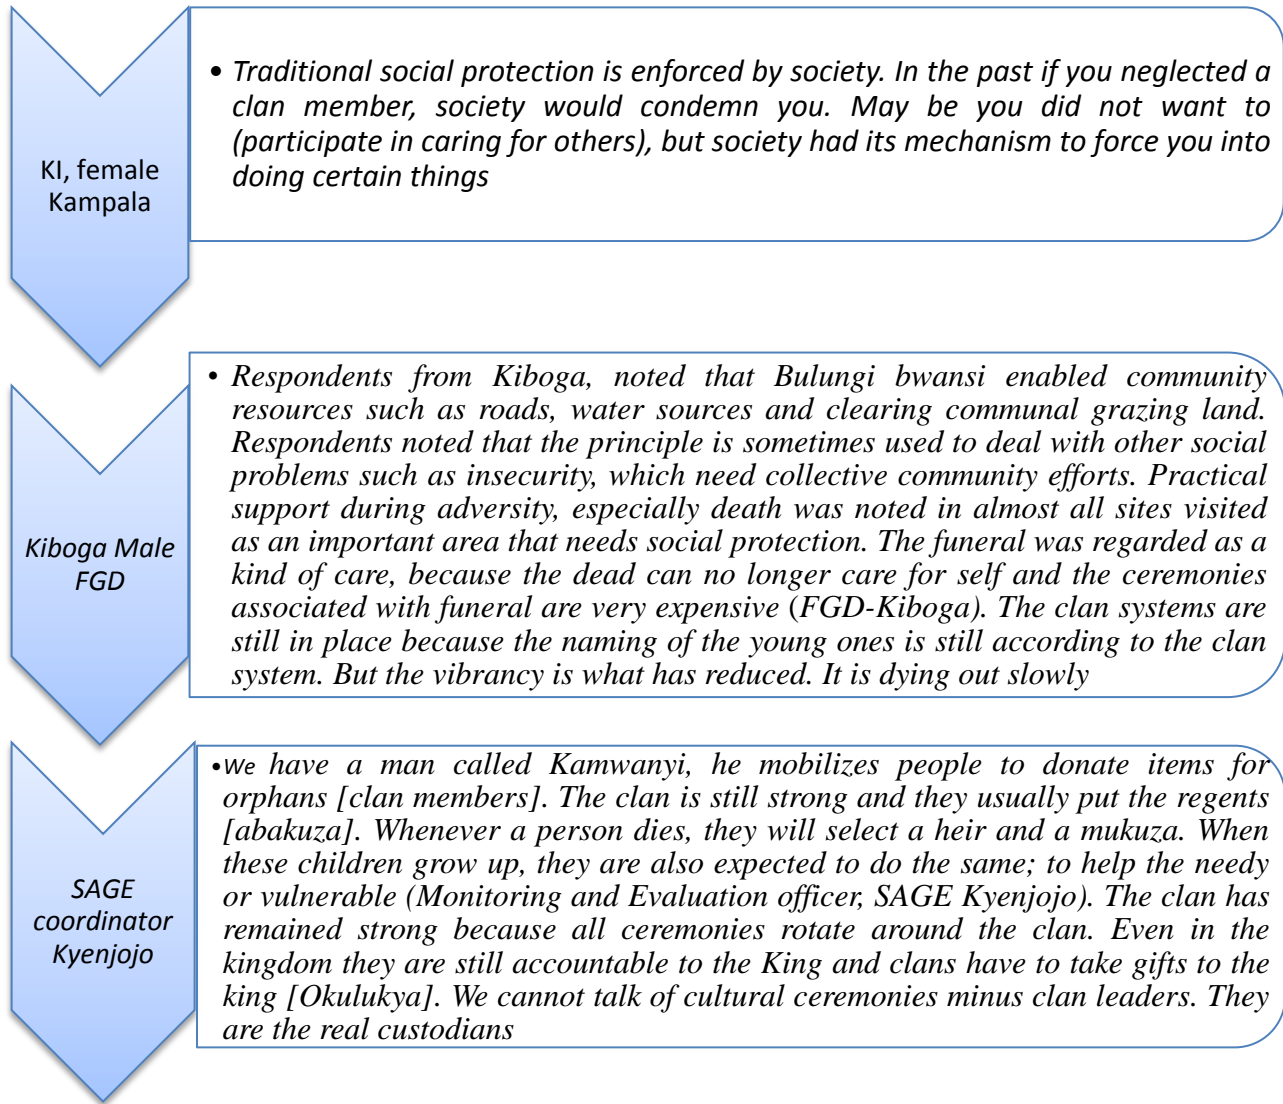 KI, female
Kampala
• Traditional social protection is enforced by society. In the past if you neglected a
clan member, society would condemn you. May be you did not want to
(participate in caring for others), but society had its mechanism to force you into
doing certain things
Kiboga Male
FGD
• Respondents from Kiboga, noted that Bulungi bwansi enabled community
resources such as roads, water sources and clearing communal grazing land.
Respondents noted that the principle is sometimes used to deal with other social
problems such as insecurity, which need collective community efforts. Practical
support during adversity, especially death was noted in almost all sites visited
as an important area that needs social protection. The funeral was regarded as a
kind of care, because the dead can no longer care for self and the ceremonies
associated with funeral are very expensive (FGD-Kiboga). The clan systems are
still in place because the naming of the young ones is still according to the clan
system. But the vibrancy is what has reduced. It is dying out slowly
SAGE
coordinator
Kyenjojo
•We have a man called Kamwanyi, he mobilizes people to donate items for
orphans [clan members]. The clan is still strong and they usually put the regents
[abakuza]. Whenever a person dies, they will select a heir and a mukuza. When
these children grow up, they are also expected to do the same; to help the needy
or vulnerable (Monitoring and Evaluation officer, SAGE Kyenjojo). The clan has
remained strong because all ceremonies rotate around the clan. Even in the
kingdom they are still accountable to the King and clans have to take gifts to the
king [Okulukya]. We cannot talk of cultural ceremonies minus clan leaders. They
are the real custodians